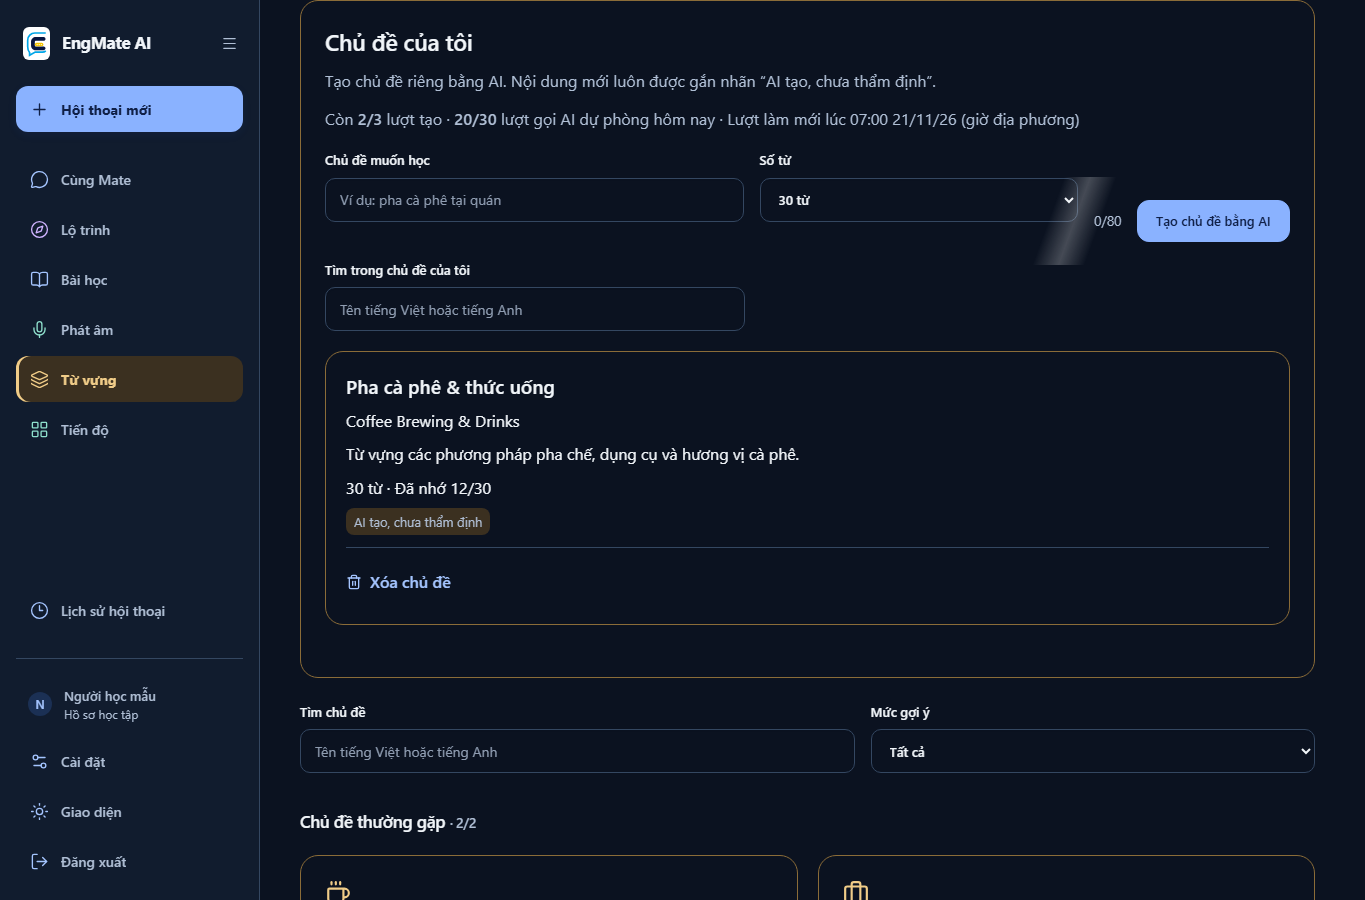 EngMate AI
Hội thoại mới
Cùng Mate
Lộ trình
Bài học
Phát âm
Từ vựng
Tiến độ
Lịch sử hội thoại
N
Người học mẫu
Hồ sơ học tập
Cài đặt
Giao diện
Đăng xuất
Chủ đề của tôi
Tạo chủ đề riêng bằng AI. Nội dung mới luôn được gắn nhãn “AI tạo, chưa thẩm định”.
Còn 2/3 lượt tạo · 20/30 lượt gọi AI dự phòng hôm nay · Lượt làm mới lúc 07:00 21/11/26 (giờ địa phương)
Chủ đề muốn học
Số từ
Ví dụ: pha cà phê tại quán
30 từ
0/80
Tạo chủ đề bằng AI
Tìm trong chủ đề của tôi
Tên tiếng Việt hoặc tiếng Anh
Pha cà phê & thức uống
Coffee Brewing & Drinks
Từ vựng các phương pháp pha chế, dụng cụ và hương vị cà phê.
30 từ · Đã nhớ 12/30
AI tạo, chưa thẩm định
Xóa chủ đề
Tìm chủ đề
Mức gợi ý
Tên tiếng Việt hoặc tiếng Anh
Tất cả
Chủ đề thường gặp · 2/2